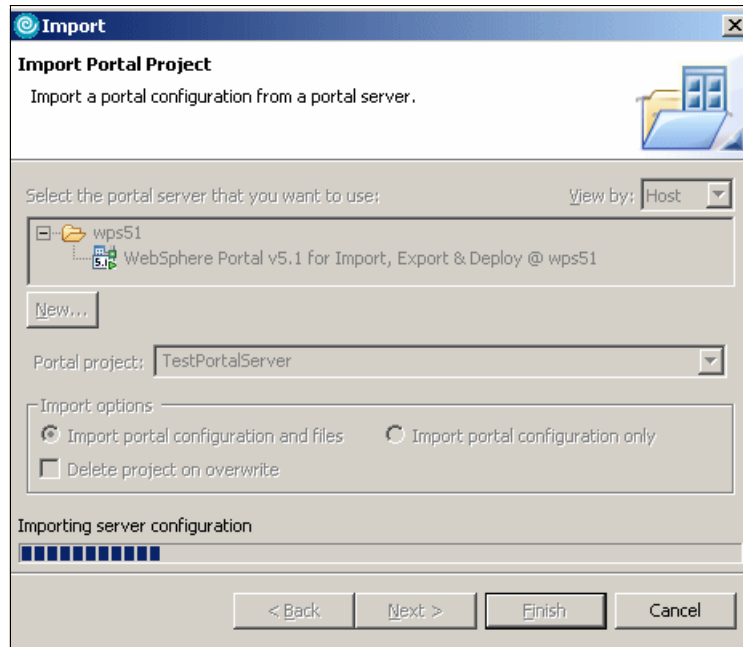 Import
Import Portal Project
Import a portal configuration from a portal server.
Select the portal server that you want to use: View by: Host
wps51
5.1 WebSphere Portal v5.1 for Import, Export & Deploy @ wps51
New...
Portal project: TestPortalServer
Import options
Import portal configuration and files Import portal configuration only
Delete project on overwrite
Importing server configuration
< Back Next > Finish Cancel